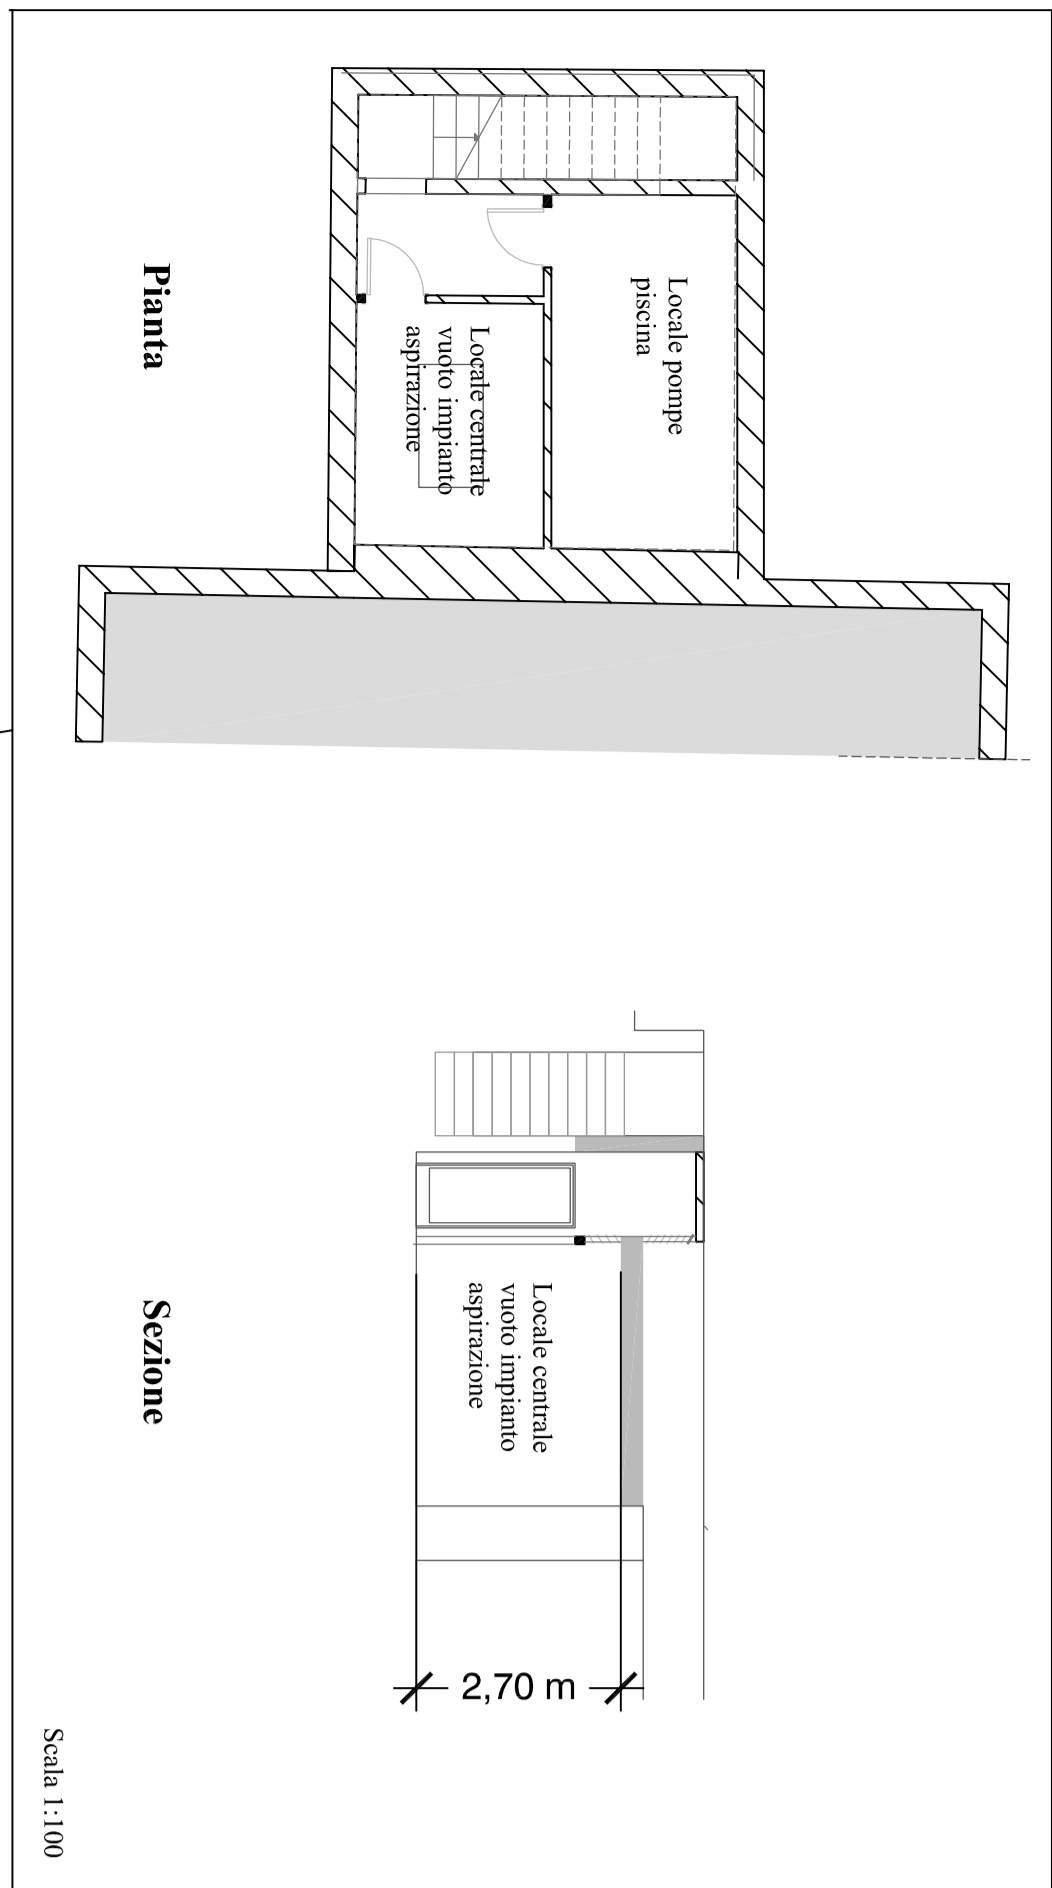 Locale pompe
piscina
Locale centrale
vuoto impianto
aspirazione
Pianta
Locale centrale
vuoto impianto
aspirazione
2,70 m
Sezione
Scala 1:100